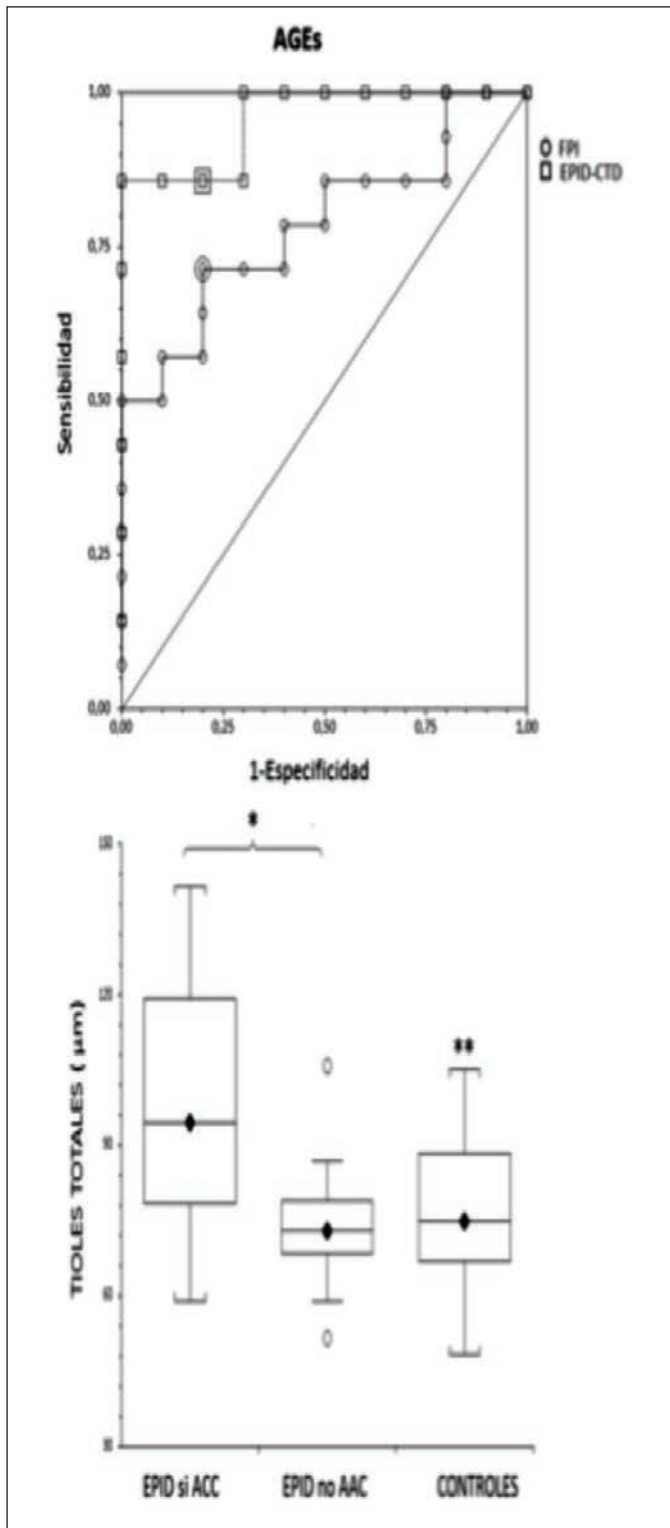 AGEs
1,00
0,75
0,50
0,25
0,00
Sensibilidad
FPI
EPID-CTD
0,00
0,25
0,50
0,75
1,00
1-Especificidad
*
120
90
60
30
TIOLES TOTALES ( µm)
**
EPID si ACC
EPID no AAC
CONTROLES